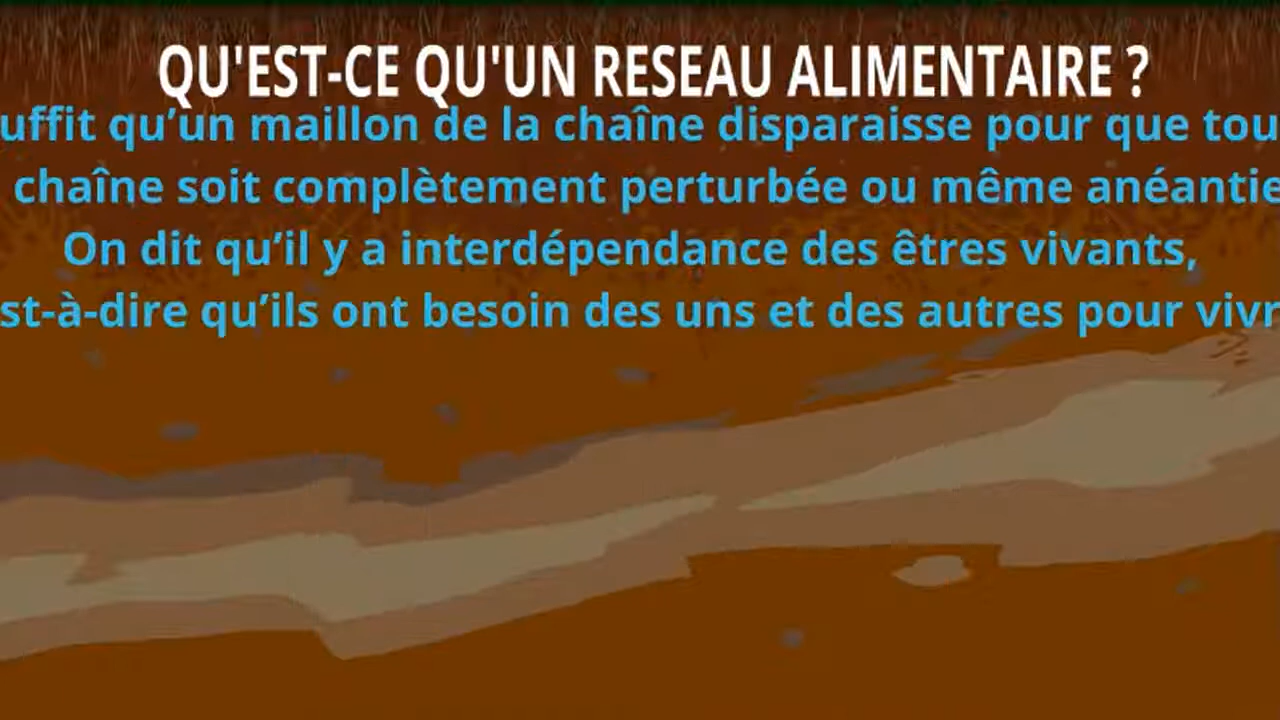 QU'EST-CE QU'UN RESEAU ALIMENTAIRE ?
uffit qu’un maillon de la chaîne disparaisse pour que tou
chaîne soit complètement perturbée ou même anéantie
On dit qu’il y a interdépendance des êtres vivants,
st-à-dire qu’ils ont besoin des uns et des autres pour vivr